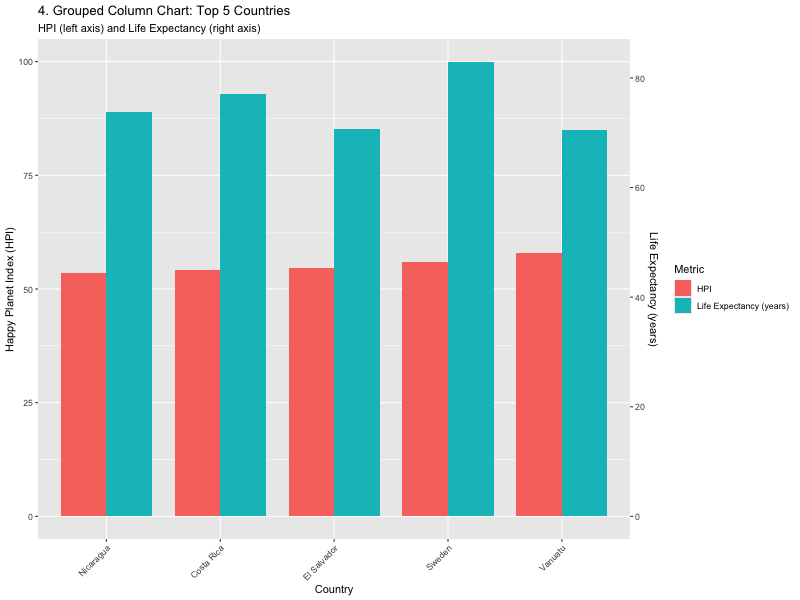 4. Grouped Column Chart: Top 5 Countries
HPI (left axis) and Life Expectancy (right axis)
Happy Planet Index (HPI)
100
75
50
25
0
80
60
40
20
0
Life Expectancy (years)
Nicaragua
Costa Rica
El Salvador
Sweden
Vanuatu
Country
Metric
HPI
Life Expectancy (years)